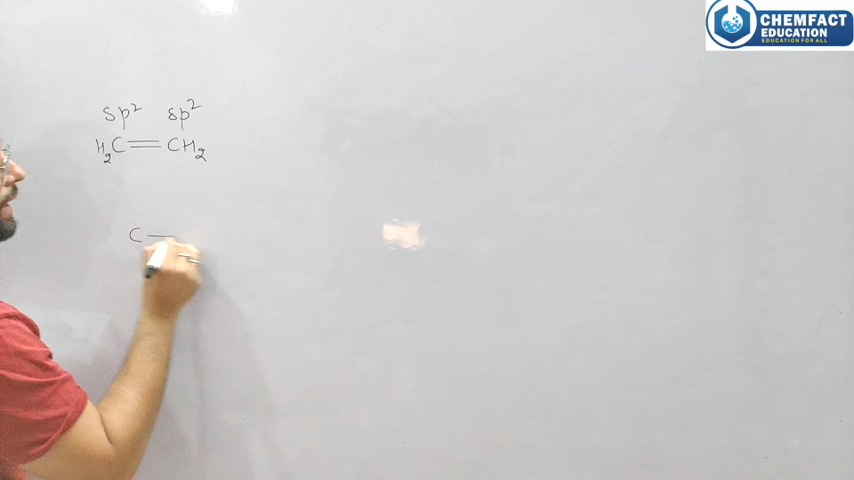 CHEMFACT
EDUCATION
EDUCATION FOR ALL
sp² sp²
H₂C=CH₂
C—